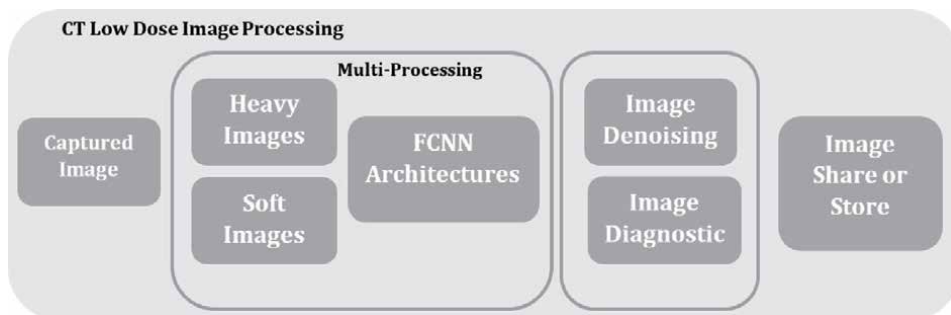 CT Low Dose Image Processing
Multi-Processing
Captured
Image
Heavy
Images
Soft
Images
FCNN
Architectures
Image
Denoising
Image
Diagnostic
Image
Share or
Store